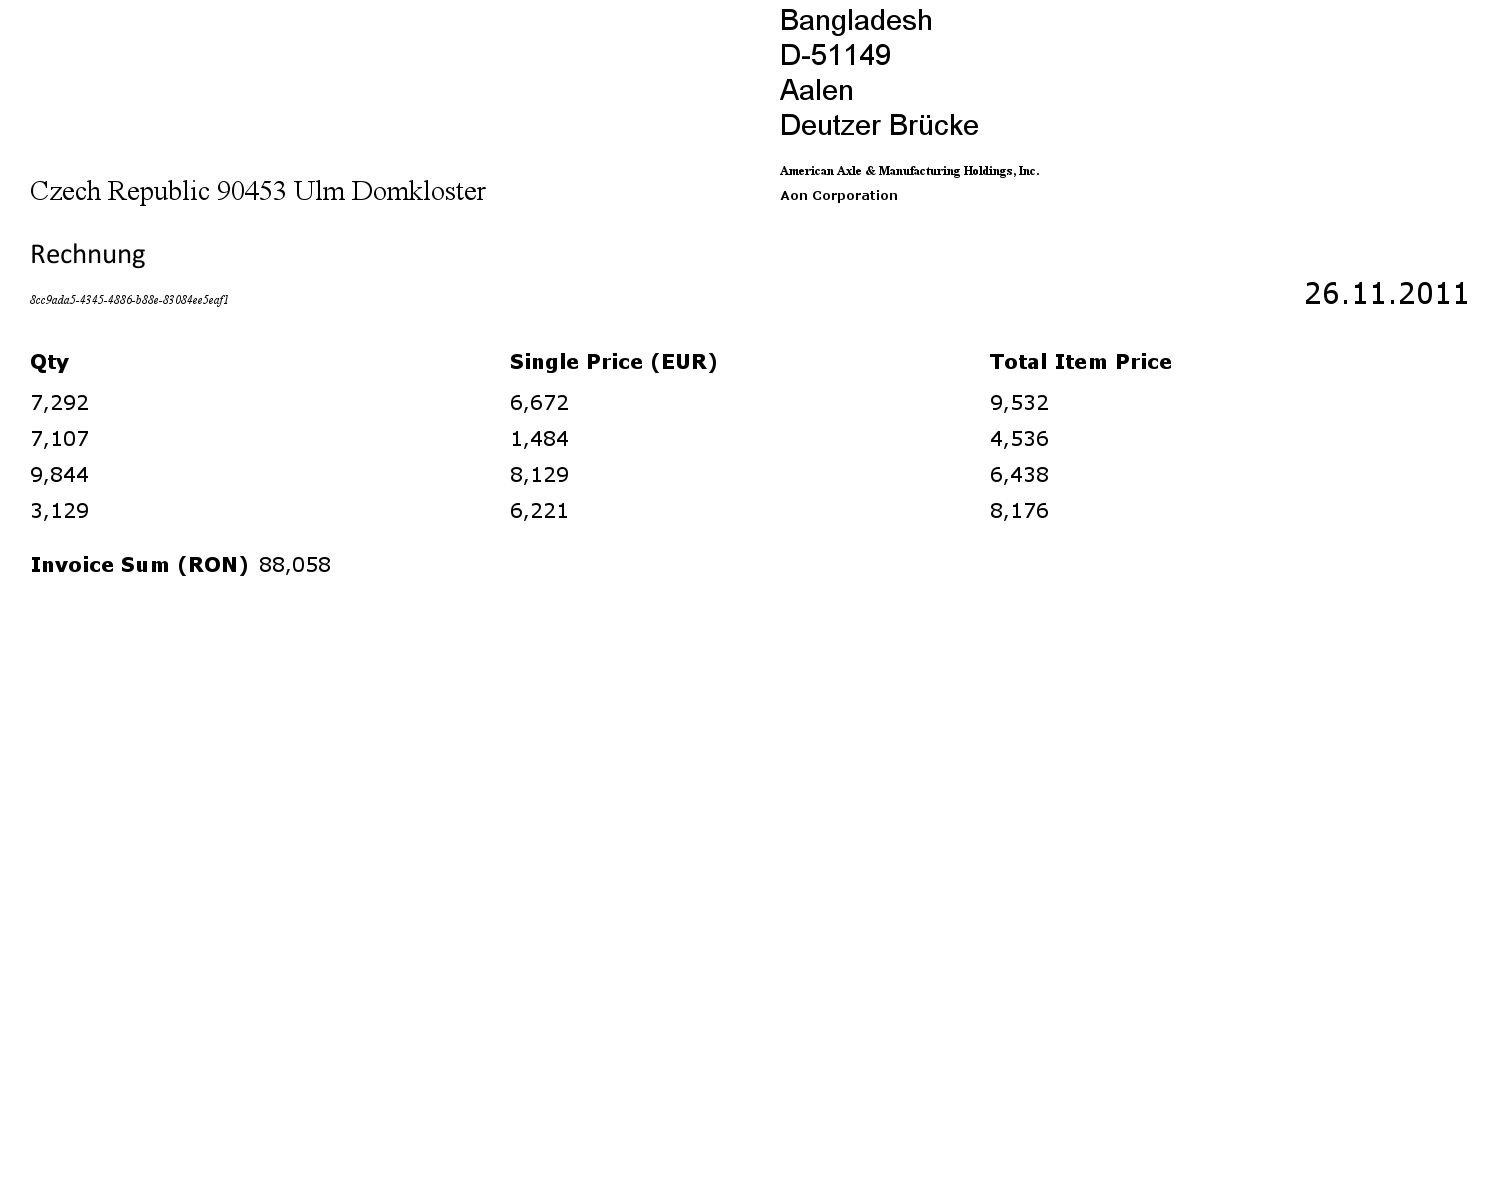 Bangladesh
D-51149
Aalen
Deutzer Brücke
American Axle & Manufacturing Holdings, Inc.
Czech Republic 90453 Ulm Domkloster
Aon Corporation
Rechnung
8cc9ada5-4345-4886-b88e-83084ee5eaf1
26.11.2011
Qty Single Price (EUR) Total Item Price
7,292 6,672 9,532
7,107 1,484 4,536
9,844 8,129 6,438
3,129 6,221 8,176
Invoice Sum (RON) 88,058